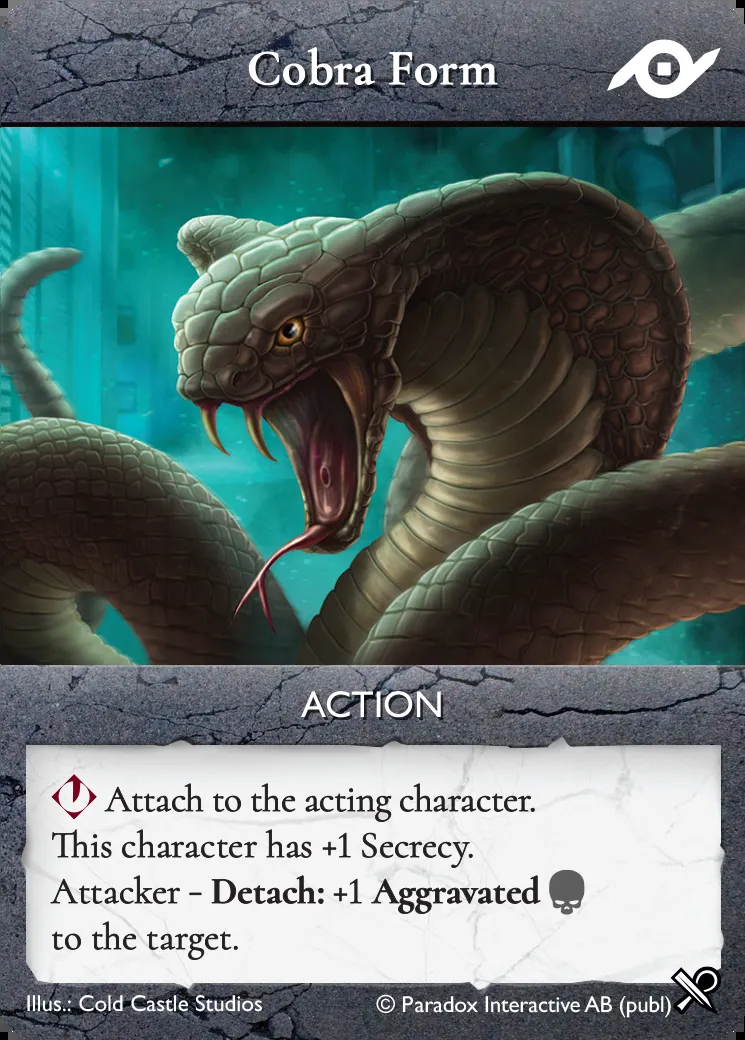 Cobra Form
ACTION
Attach to the acting character.
This character has +1 Secrecy.
Attacker – Detach: +1 Aggravated
to the target.
Illus.: Cold Castle Studios
© Paradox Interactive AB (publ)